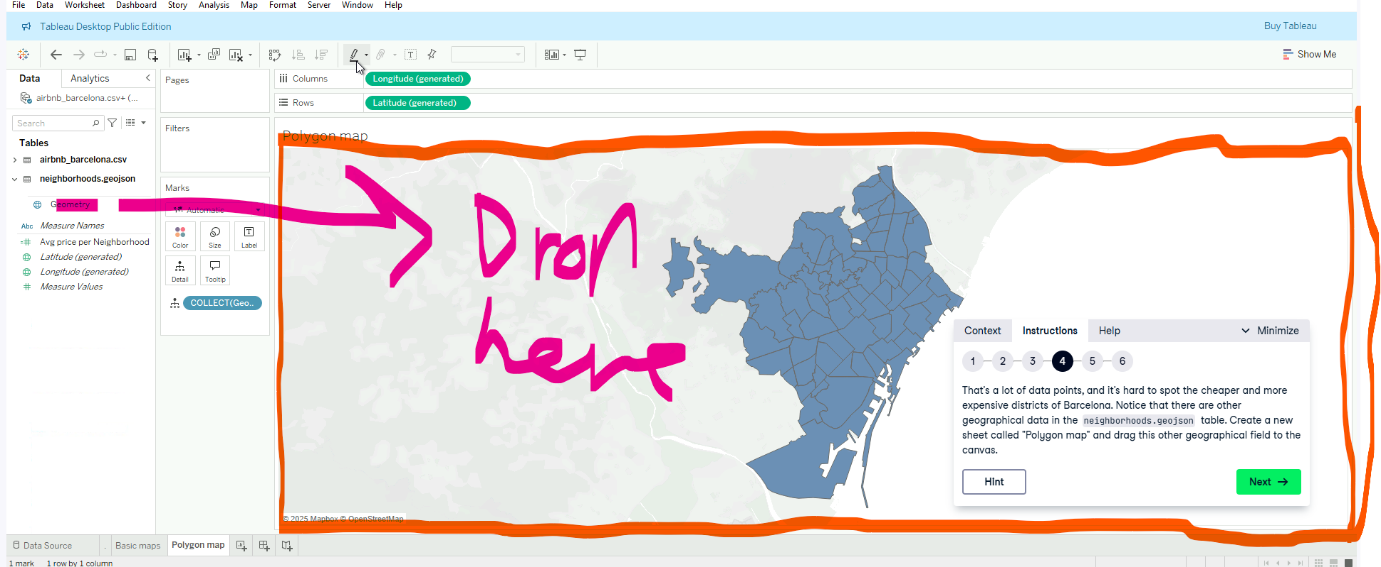 File Data Worksheet Dashboard Story Analysis Map Format Server Window Help
Tableau Desktop Public Edition
Buy Tableau
Show Me
Data
Analytics
Pages
Columns
Longitude (generated)
airbnb_barcelona.csv+ (...
Rows
Latitude (generated)
Search
Filters
Polygon map
Tables
airbnb_barcelona.csv
neighborhoods.geojson
Geometry
Measure Names
Avg price per Neighborhood
Latitude (generated)
Longitude (generated)
Measure Values
Abc
Marks
Automatic
Color
Size
Label
Detail
Tooltip
COLLECT(Geo..
here
Context
Instructions
Help
Minimize
1 2 3 4 5 6
That's a lot of data points, and it's hard to spot the cheaper and more
expensive districts of Barcelona. Notice that there are other
geographical data in the neighborhoods.geojson table. Create a new
sheet called "Polygon map" and drag this other geographical field to the
canvas.
Hint
Next
© 2025 Mapbox © OpenStreetMap
Data Source
Basic maps
Polygon map
1 mark 1 row by 1 column